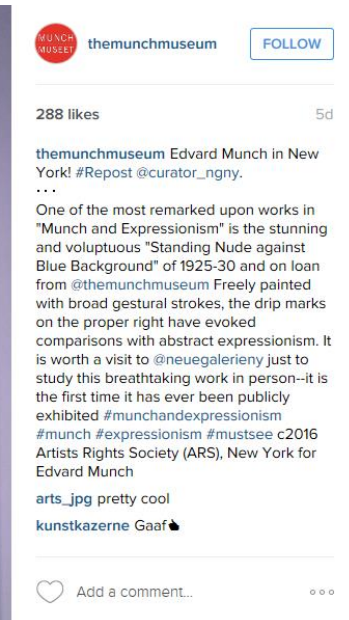 MUNCH
MUSEET
themunchmuseum
FOLLOW
288 likes
5d
themunchmuseum Edvard Munch in New
York! #Repost @curator_ngny.
...
One of the most remarked upon works in
"Munch and Expressionism" is the stunning
and voluptuous "Standing Nude against
Blue Background" of 1925-30 and on loan
from @themunchmuseum Freely painted
with broad gestural strokes, the drip marks
on the proper right have evoked
comparisons with abstract expressionism. It
is worth a visit to @neuegalerieny just to
study this breathtaking work in person--it is
the first time it has ever been publicly
exhibited #munchandexpressionism
#munch #expressionism #mustsee c2016
Artists Rights Society (ARS), New York for
Edvard Munch
arts_jpg pretty cool
kunstkazerne Gaaf
Add a comment...